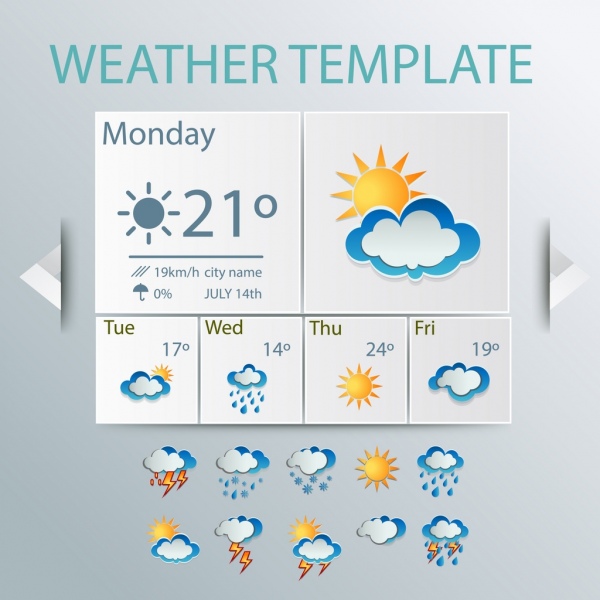 WEATHER TEMPLATE
Monday
21º
19km/h city name
0% JULY 14th
Tue Wed Thu Fri
17º 14º 24º 19º